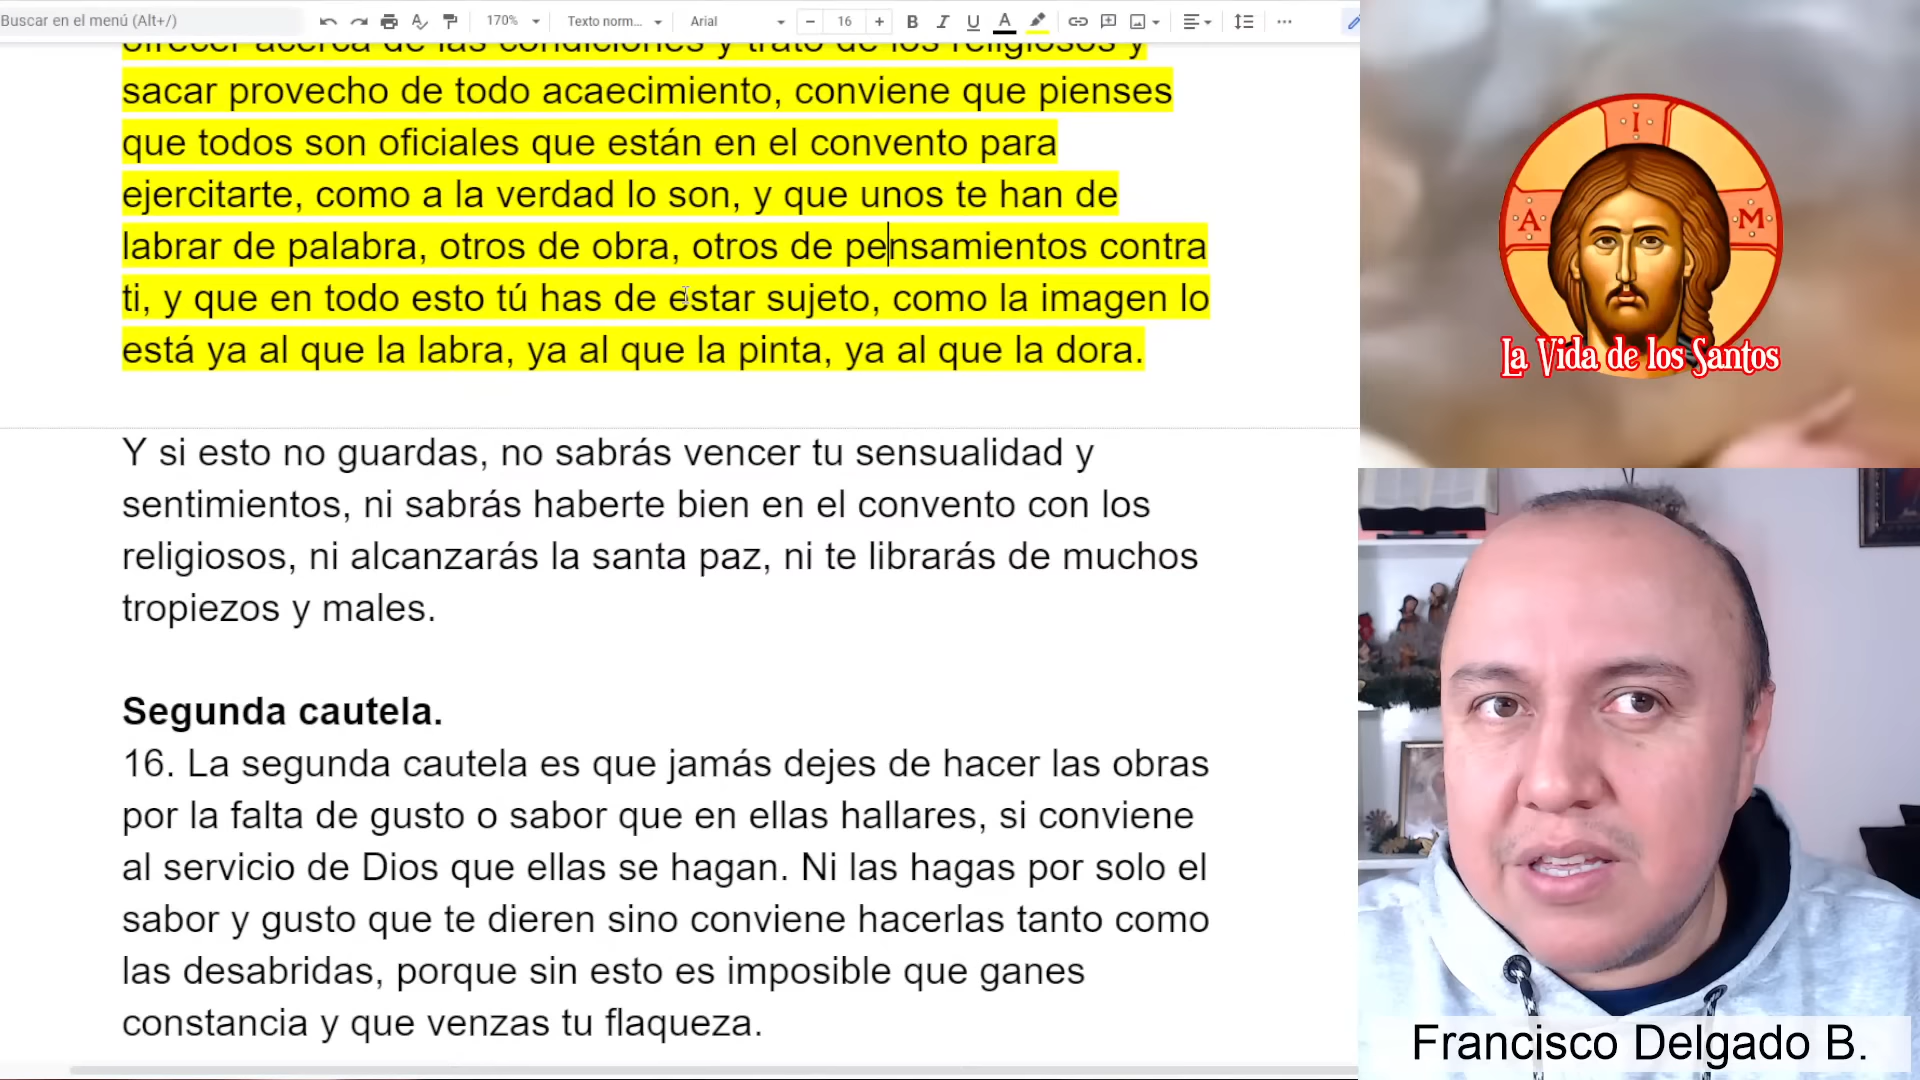 Buscar en el menú (Alt+/)
170%
Texto norm...
Arial
16
ofrecer acerca de las condiciones y trato de los religiosos y
sacar provecho de todo acaecimiento, conviene que pienses
que todos son oficiales que están en el convento para
ejercitarte, como a la verdad lo son, y que unos te han de
labrar de palabra, otros de obra, otros de pensamientos contra
ti, y que en todo esto tú has de estar sujeto, como la imagen lo
está ya al que la labra, ya al que la pinta, ya al que la dora.
Y si esto no guardas, no sabrás vencer tu sensualidad y
sentimientos, ni sabrás haberte bien en el convento con los
religiosos, ni alcanzarás la santa paz, ni te librarás de muchos
tropiezos y males.
Segunda cautela.
16. La segunda cautela es que jamás dejes de hacer las obras
por la falta de gusto o sabor que en ellas hallares, si conviene
al servicio de Dios que ellas se hagan. Ni las hagas por solo el
sabor y gusto que te dieren sino conviene hacerlas tanto como
las desabridas, porque sin esto es imposible que ganes
constancia y que venzas tu flaqueza.
I
A M
La Vida de los Santos
Francisco Delgado B.